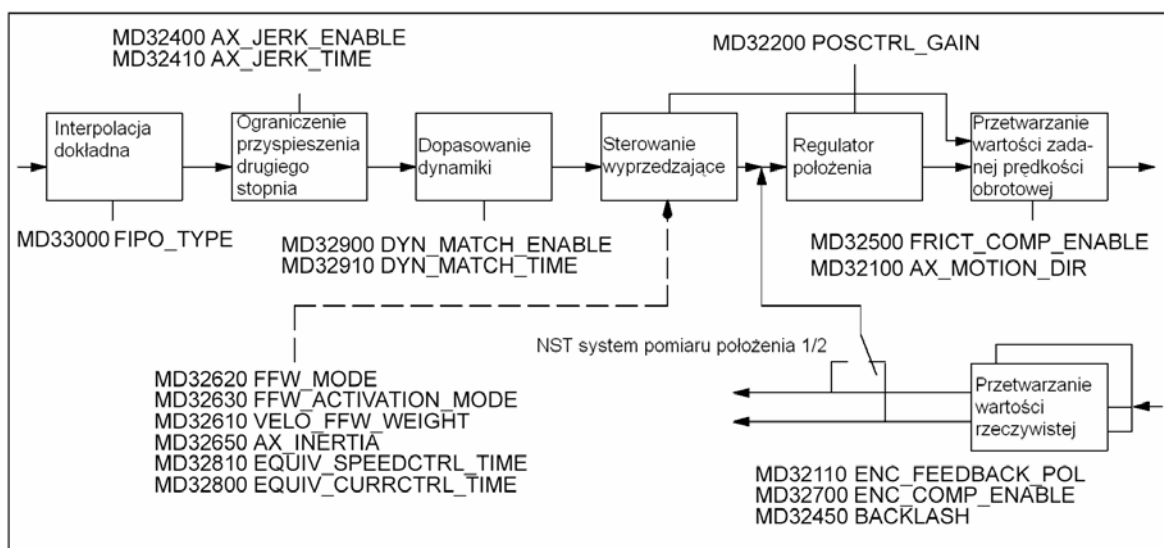 MD32400 AX_JERK_ENABLE
MD32410 AX_JERK_TIME
MD32200 POSCTRL_GAIN
Interpolacja
dokładna
Ograniczenie
przyspieszenia
drugiego
stopnia
Dopasowanie
dynamiki
Sterowanie
wyprzedzające
Regulator
położenia
Przetwarzanie
wartości zada-
nej prędkości
obrotowej
MD33000 FIPO_TYPE
MD32900 DYN_MATCH_ENABLE
MD32910 DYN_MATCH_TIME
MD32500 FRICT_COMP_ENABLE
MD32100 AX_MOTION_DIR
NST system pomiaru położenia 1/2
MD32620 FFW_MODE
MD32630 FFW_ACTIVATION_MODE
MD32610 VELO_FFW_WEIGHT
MD32650 AX_INERTIA
MD32810 EQUIV_SPEEDCTRL_TIME
MD32800 EQUIV_CURRCTRL_TIME
Przetwarzanie
wartości
rzeczywistej
MD32110 ENC_FEEDBACK_POL
MD32700 ENC_COMP_ENABLE
MD32450 BACKLASH